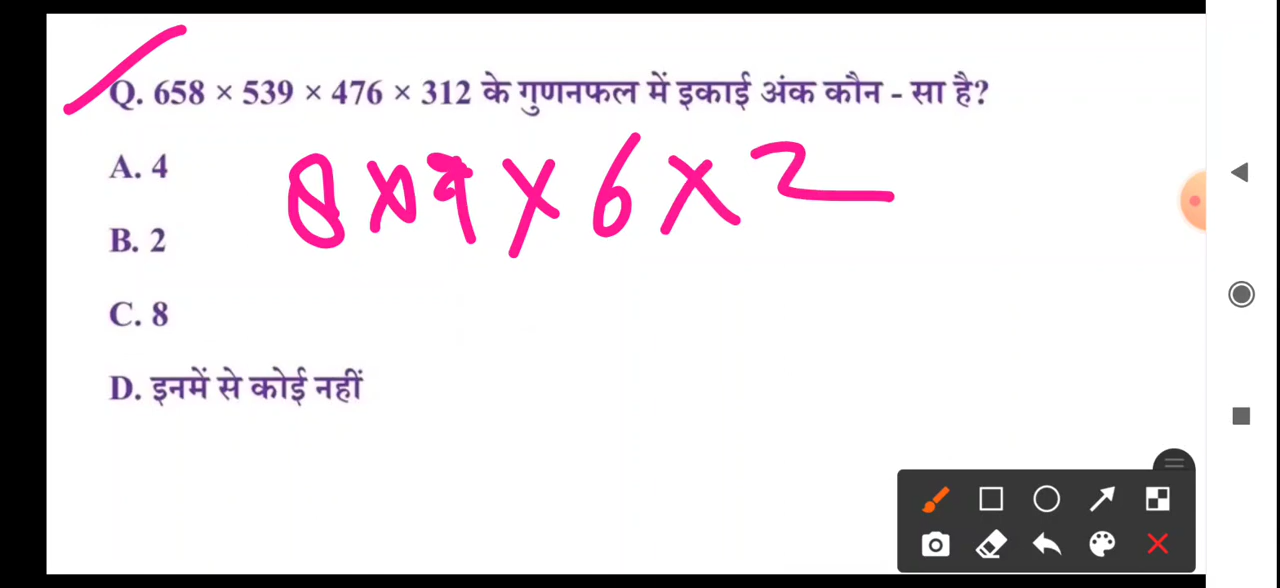 Q. 658 × 539 × 476 × 312 के गुणनफल में इकाई अंक कौन - सा है?
A. 4
8 × 9 × 6 × 2
B. 2
C. 8
D. इनमें से कोई नहीं